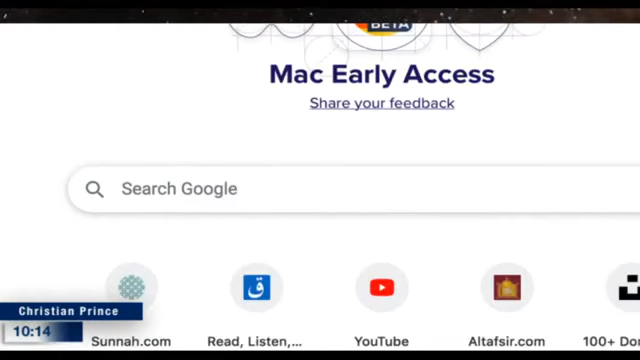 BETA
Mac Early Access
Share your feedback
Search Google
ق
Christian Prince
10:14
Sunnah.com
Read, Listen,...
YouTube
Altafsir.com
100+ Do